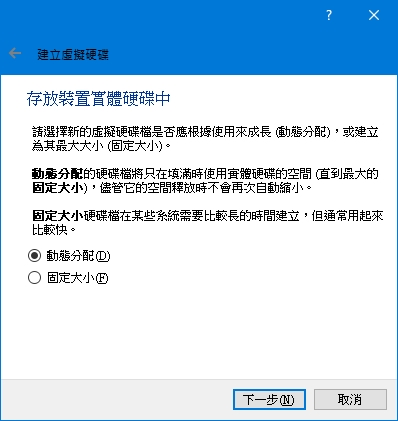 ?
建立虛擬硬碟
存放裝置實體硬碟中
請選擇新的虛擬硬碟檔是否應根據使用來成長 (動態分配)，或建立
為其最大大小 (固定大小)。
動態分配的硬碟檔將只在填滿時使用實體硬碟的空間 (直到最大的
固定大小)，儘管它的空間釋放時不會再次自動縮小。
固定大小硬碟檔在某些系統需要比較長的時間建立，但通常用起來
比較快。
動態分配(D)
固定大小(F)
下一步(N)
取消